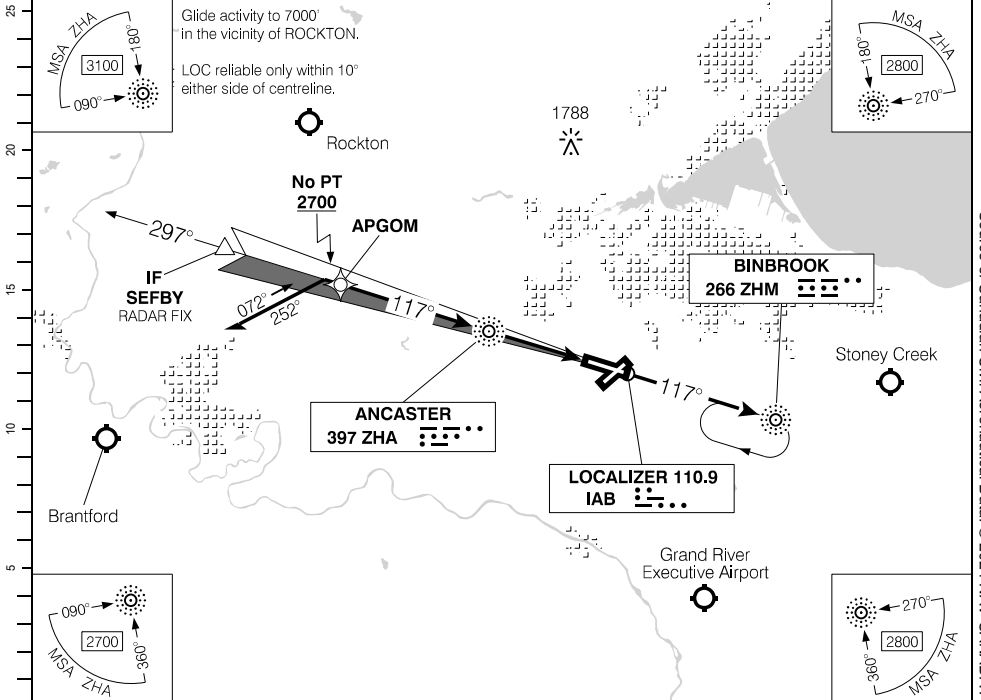 25
20
15
10
5
MSA ZHA
180°
3100
090°
Glide activity to 7000'
in the vicinity of ROCKTON.
LOC reliable only within 10°
either side of centreline.
MSA ZHA
180°
2800
270°
1788
Rockton
No PT
2700
APGOM
297°
IF
SEFBY
RADAR FIX
072°
252°
117°
BINBROOK
266 ZHM
Stoney Creek
117°
ANCASTER
397 ZHA
LOCALIZER 110.9
IAB
Brantford
Grand River
Executive Airport
090°
2700
360°
MSA ZHA
270°
2800
360°
MSA ZHA